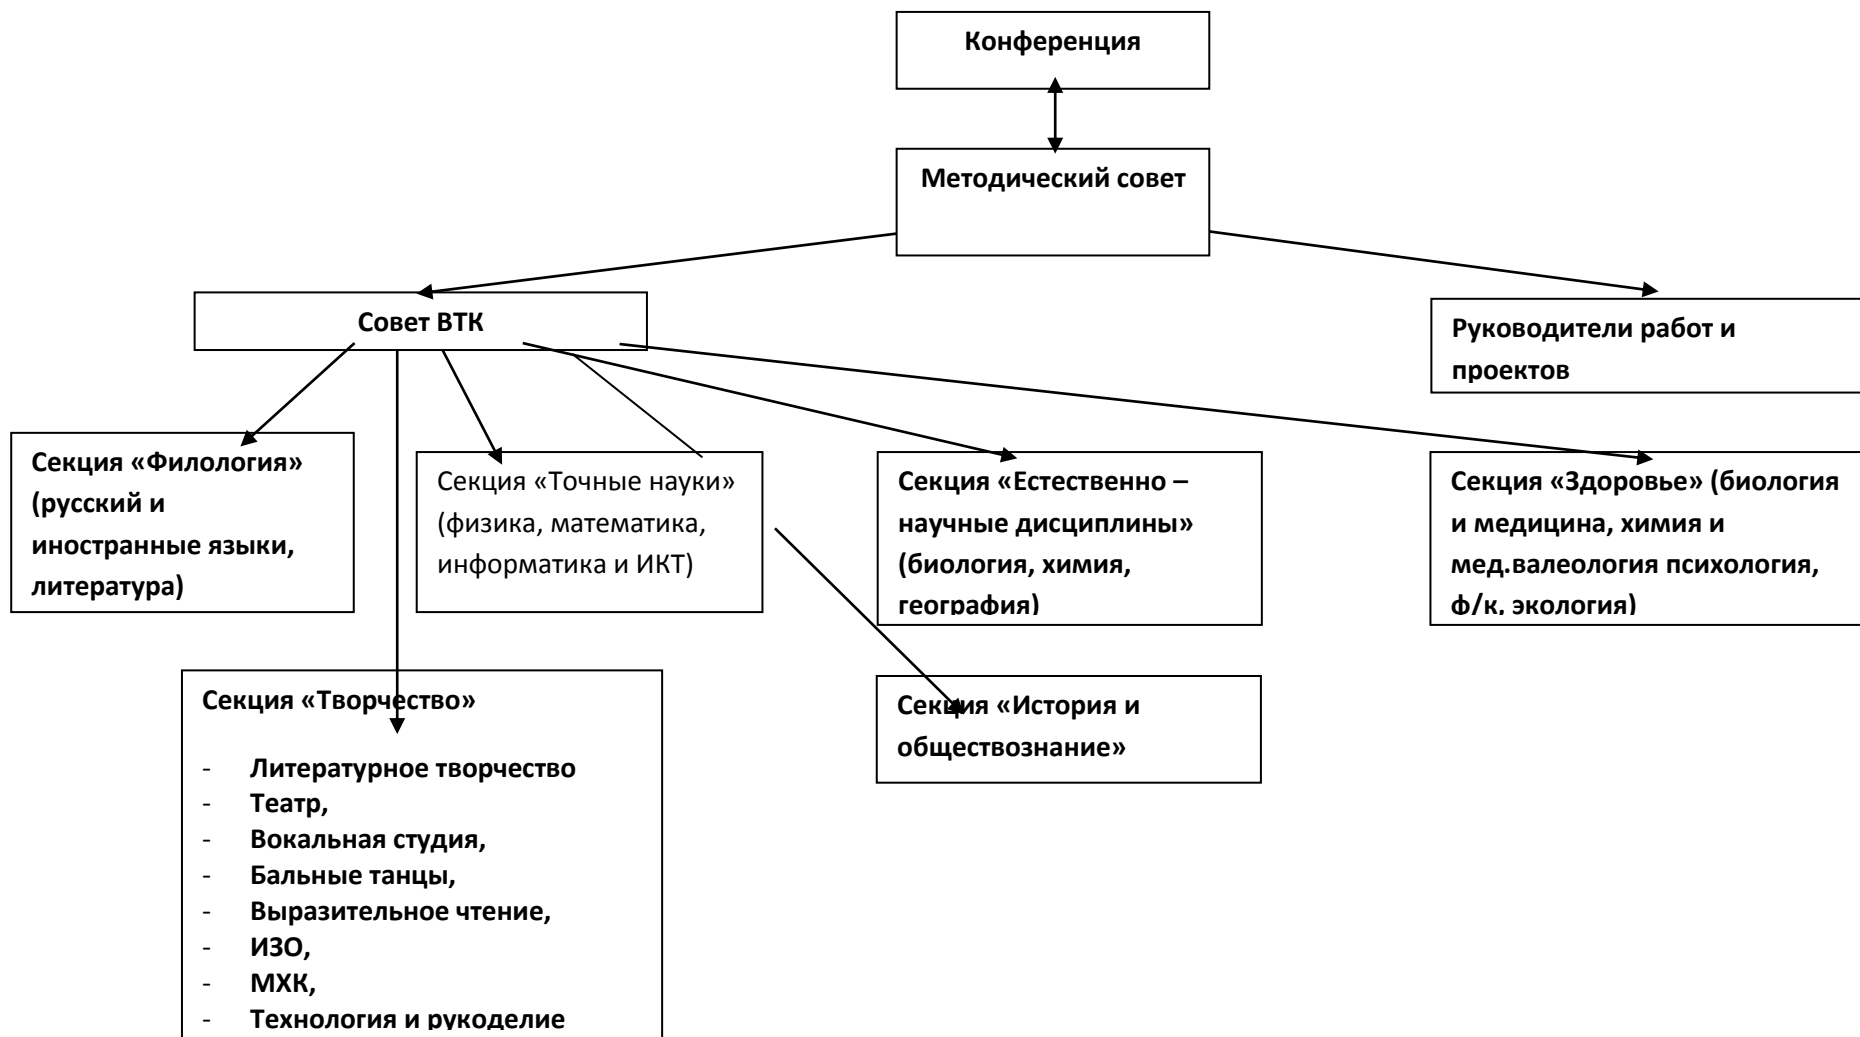 Конференция
Методический совет
Совет ВТК
Руководители работ и
проектов
Секция «Филология»
(русский и
иностранные языки,
литература)
Секция «Точные науки»
(физика, математика,
информатика и ИКТ)
Секция «Естественно –
научные дисциплины»
(биология, химия,
география)
Секция «Здоровье» (биология
и медицина, химия и
мед.валеология психология,
ф/к, экология)
Секция «Творчество»
- Литературное творчество
- Театр,
- Вокальная студия,
- Бальные танцы,
- Выразительное чтение,
- ИЗО,
- МХК,
- Технология и рукоделие
Секция «История и
обществознание»